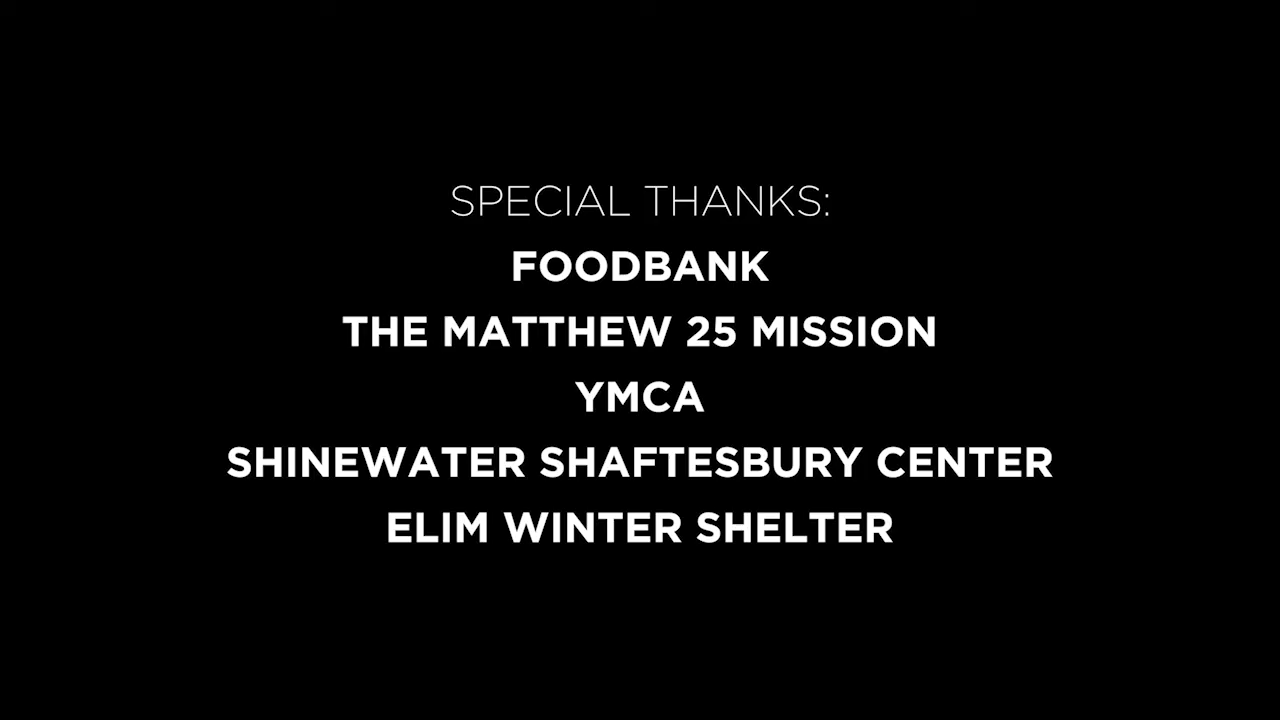 SPECIAL THANKS:
FOODBANK
THE MATTHEW 25 MISSION
YMCA
SHINEWATER SHAFTESBURY CENTER
ELIM WINTER SHELTER